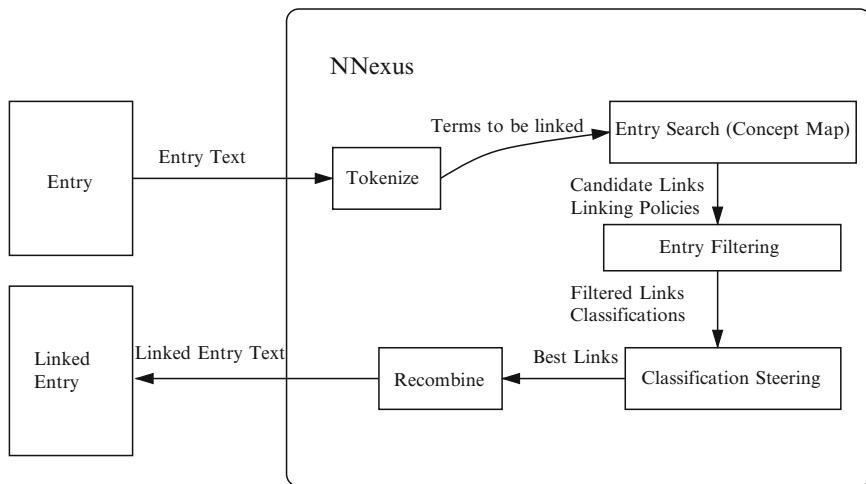 NNexus
Entry
Entry Text
Tokenize
Terms to be linked
Entry Search (Concept Map)
Candidate Links
Linking Policies
Entry Filtering
Filtered Links
Classifications
Classification Steering
Best Links
Recombine
Linked Entry Text
Linked
Entry